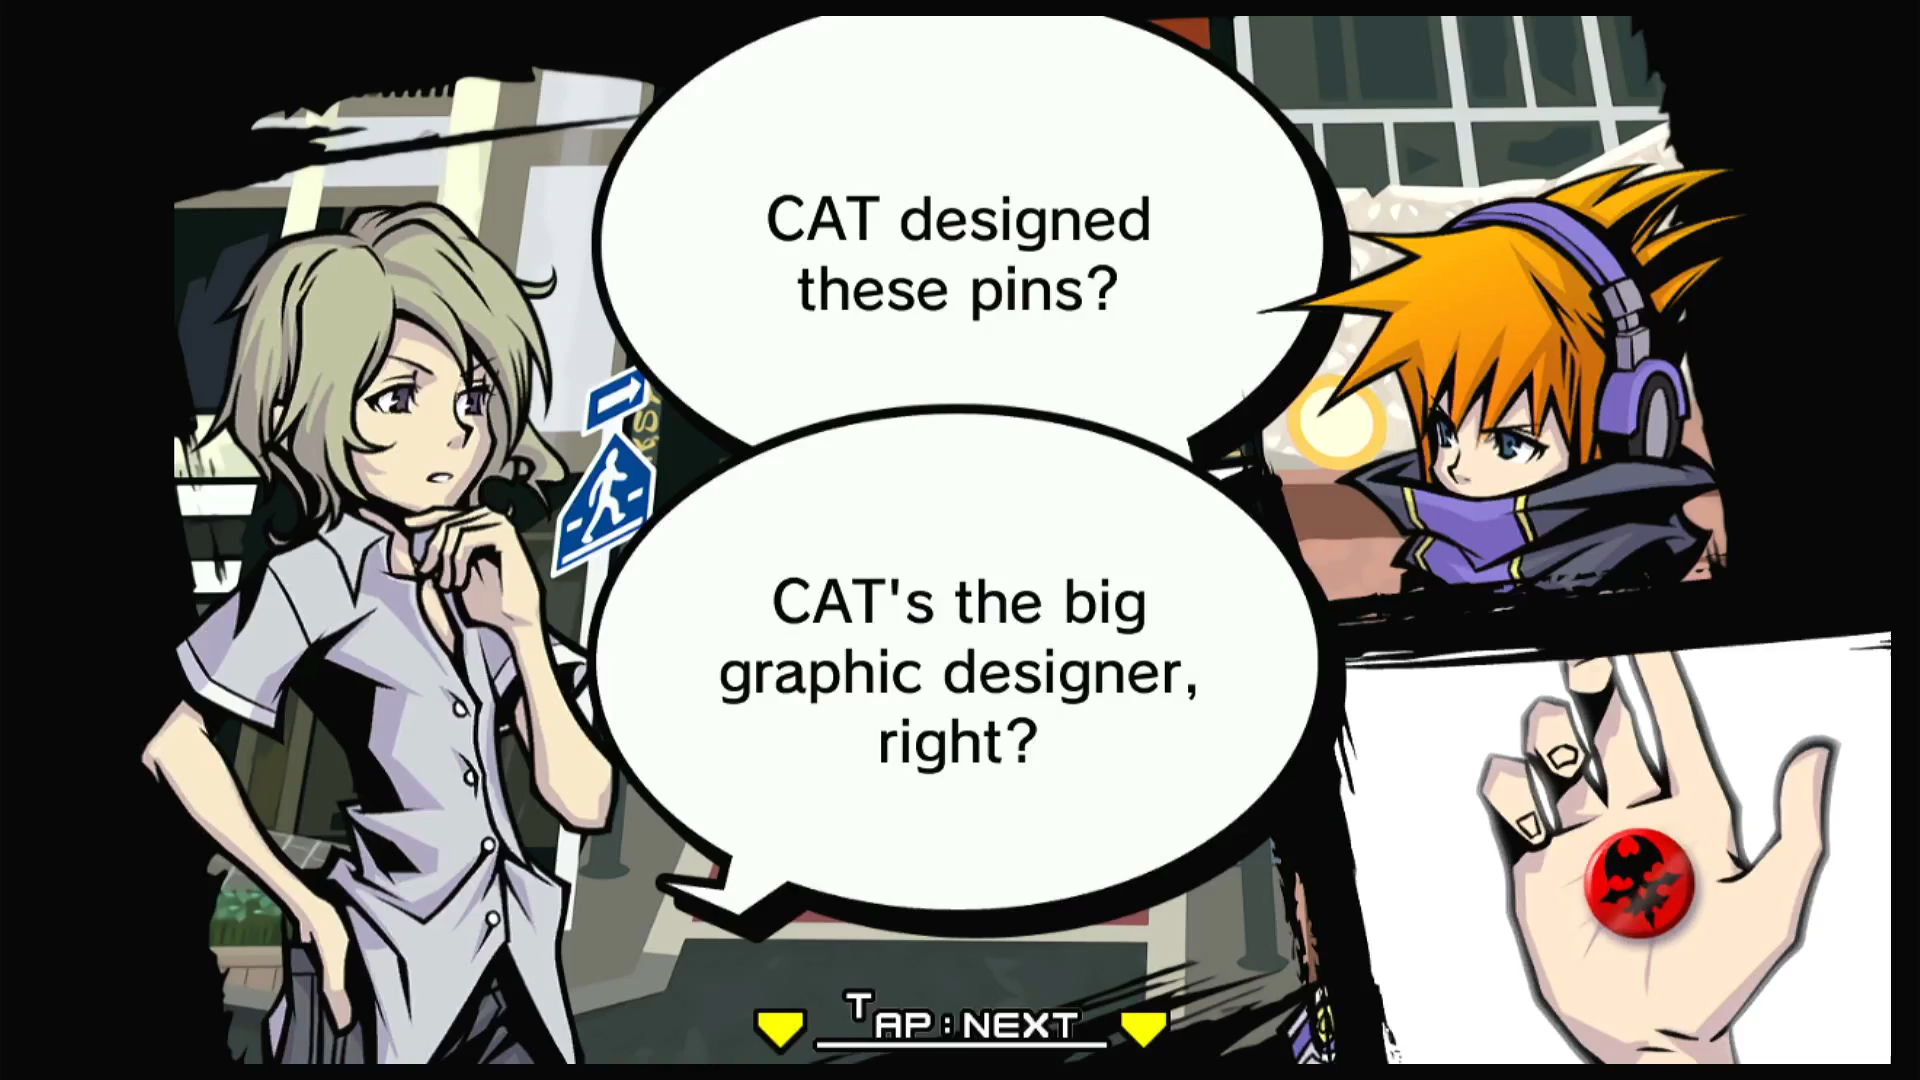 CAT designed
these pins?
CAT's the big
graphic designer,
right?
TAP:NEXT